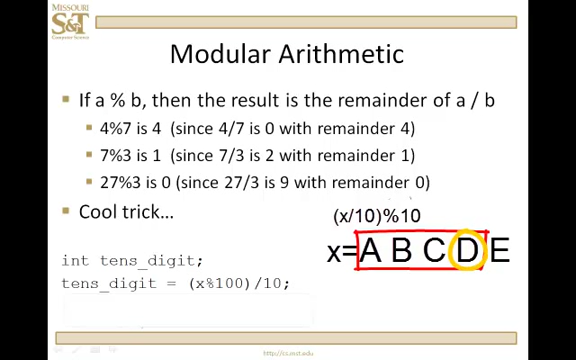 MISSOURI
S&T
Computer Science
Modular Arithmetic
If a % b, then the result is the remainder of a / b
4%7 is 4 (since 4/7 is 0 with remainder 4)
7%3 is 1 (since 7/3 is 2 with remainder 1)
27%3 is 0 (since 27/3 is 9 with remainder 0)
Cool trick…
(x/10)%10
x=A B C D E
int tens_digit;
tens_digit = (x%100)/10;
http://cs.mst.edu